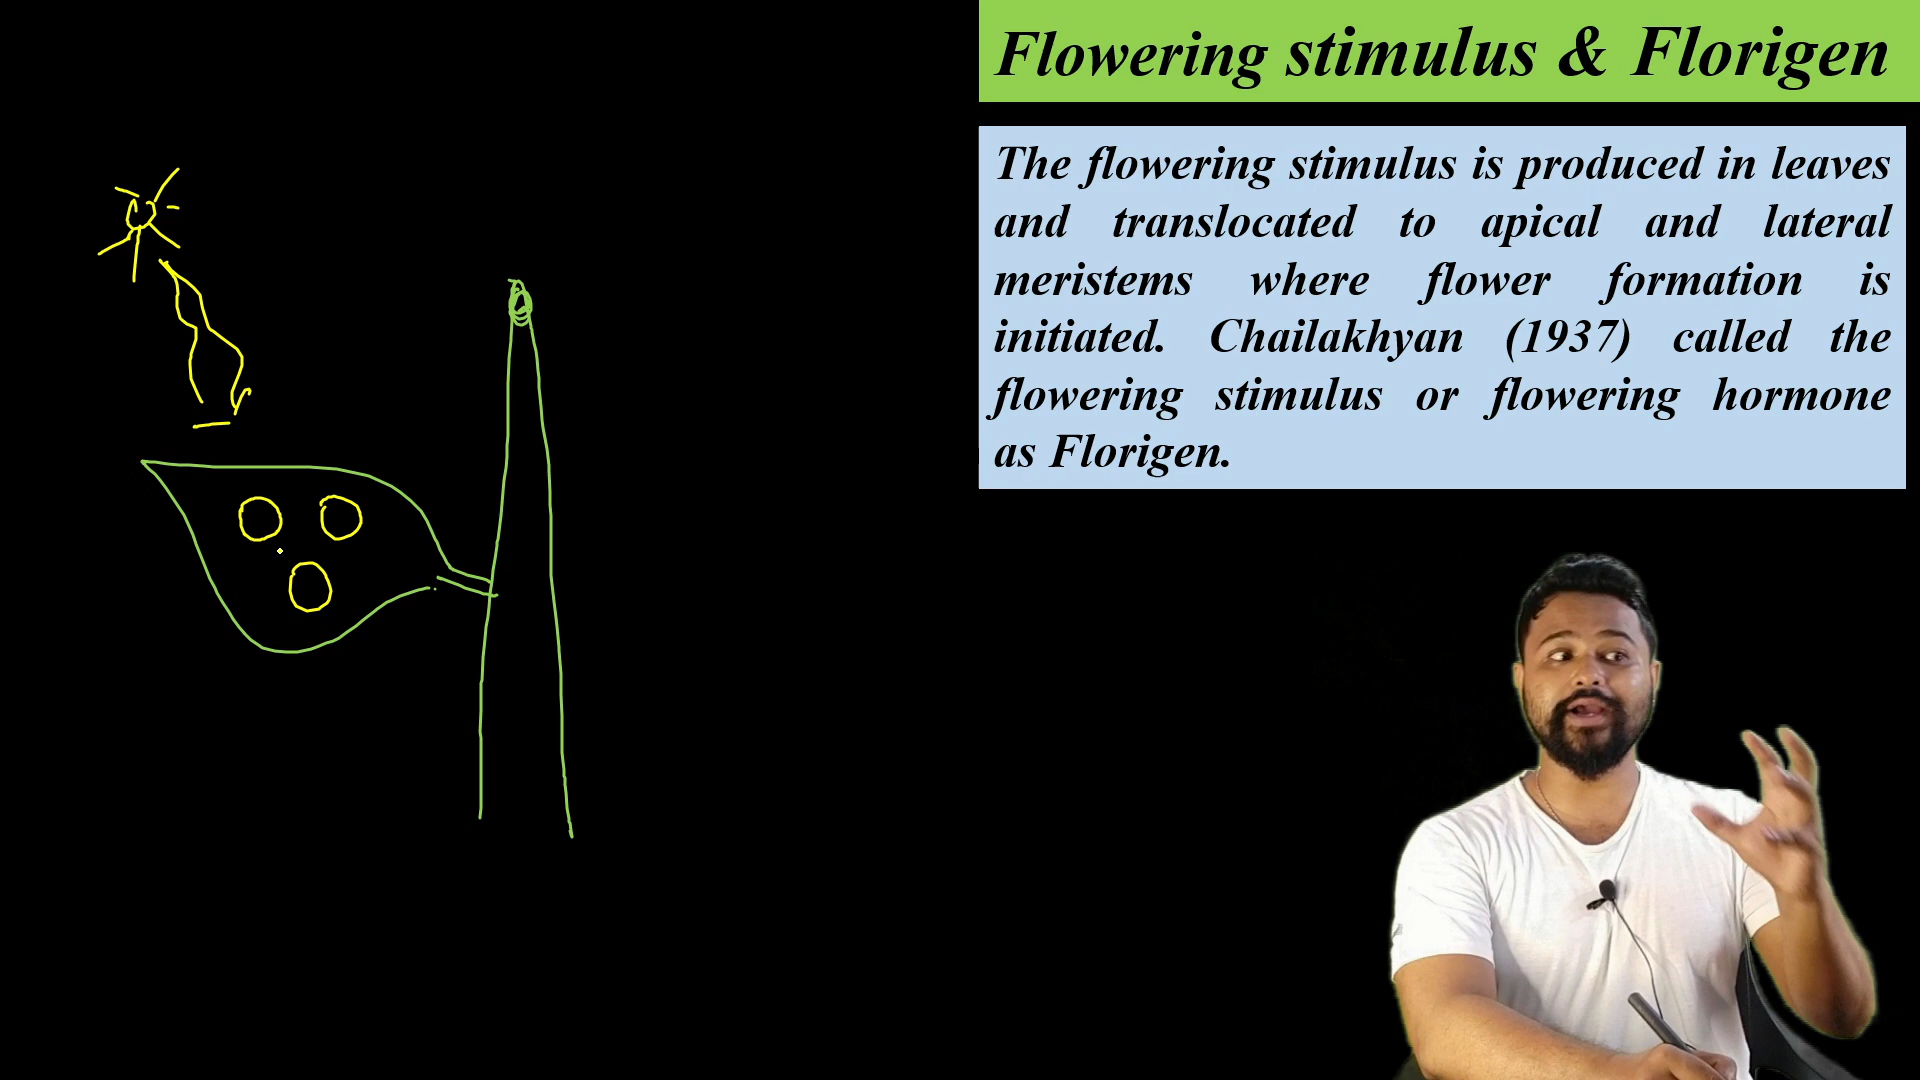 Flowering stimulus & Florigen
The flowering stimulus is produced in leaves
and translocated to apical and lateral
meristems where flower formation is
initiated. Chailakhyan (1937) called the
flowering stimulus or flowering hormone
as Florigen.